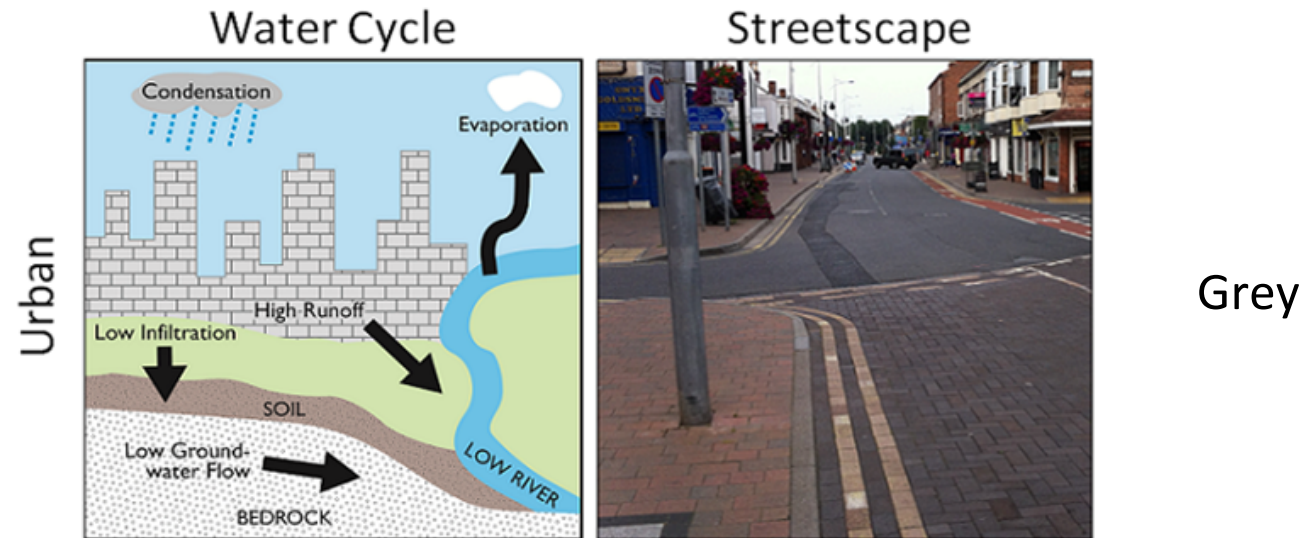 Water Cycle
Streetscape
Urban
Grey
Condensation
Evaporation
High Runoff
Low Infiltration
SOIL
Low Ground-
water Flow
LOW RIVER
BEDROCK